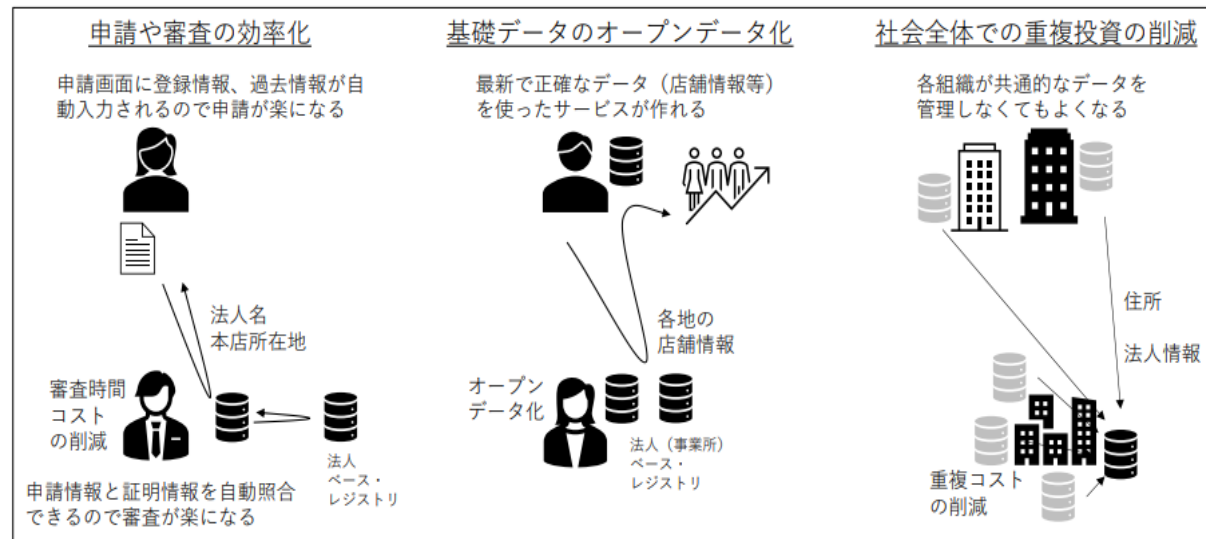 申請や審査の効率化
申請画面に登録情報、過去情報が自
動入力されるので申請が楽になる
法人名
本店所在地
審査時間
コスト
の削減
法人
ベース・
レジストリ
申請情報と証明情報を自動照合
できるので審査が楽になる
基礎データのオープンデータ化
最新で正確なデータ（店舗情報等）
を使ったサービスが作れる
各地の
店舗情報
オープン
データ化
法人（事業所）
ベース・
レジストリ
社会全体での重複投資の削減
各組織が共通的なデータを
管理しなくてもよくなる
住所
法人情報
重複コスト
の削減